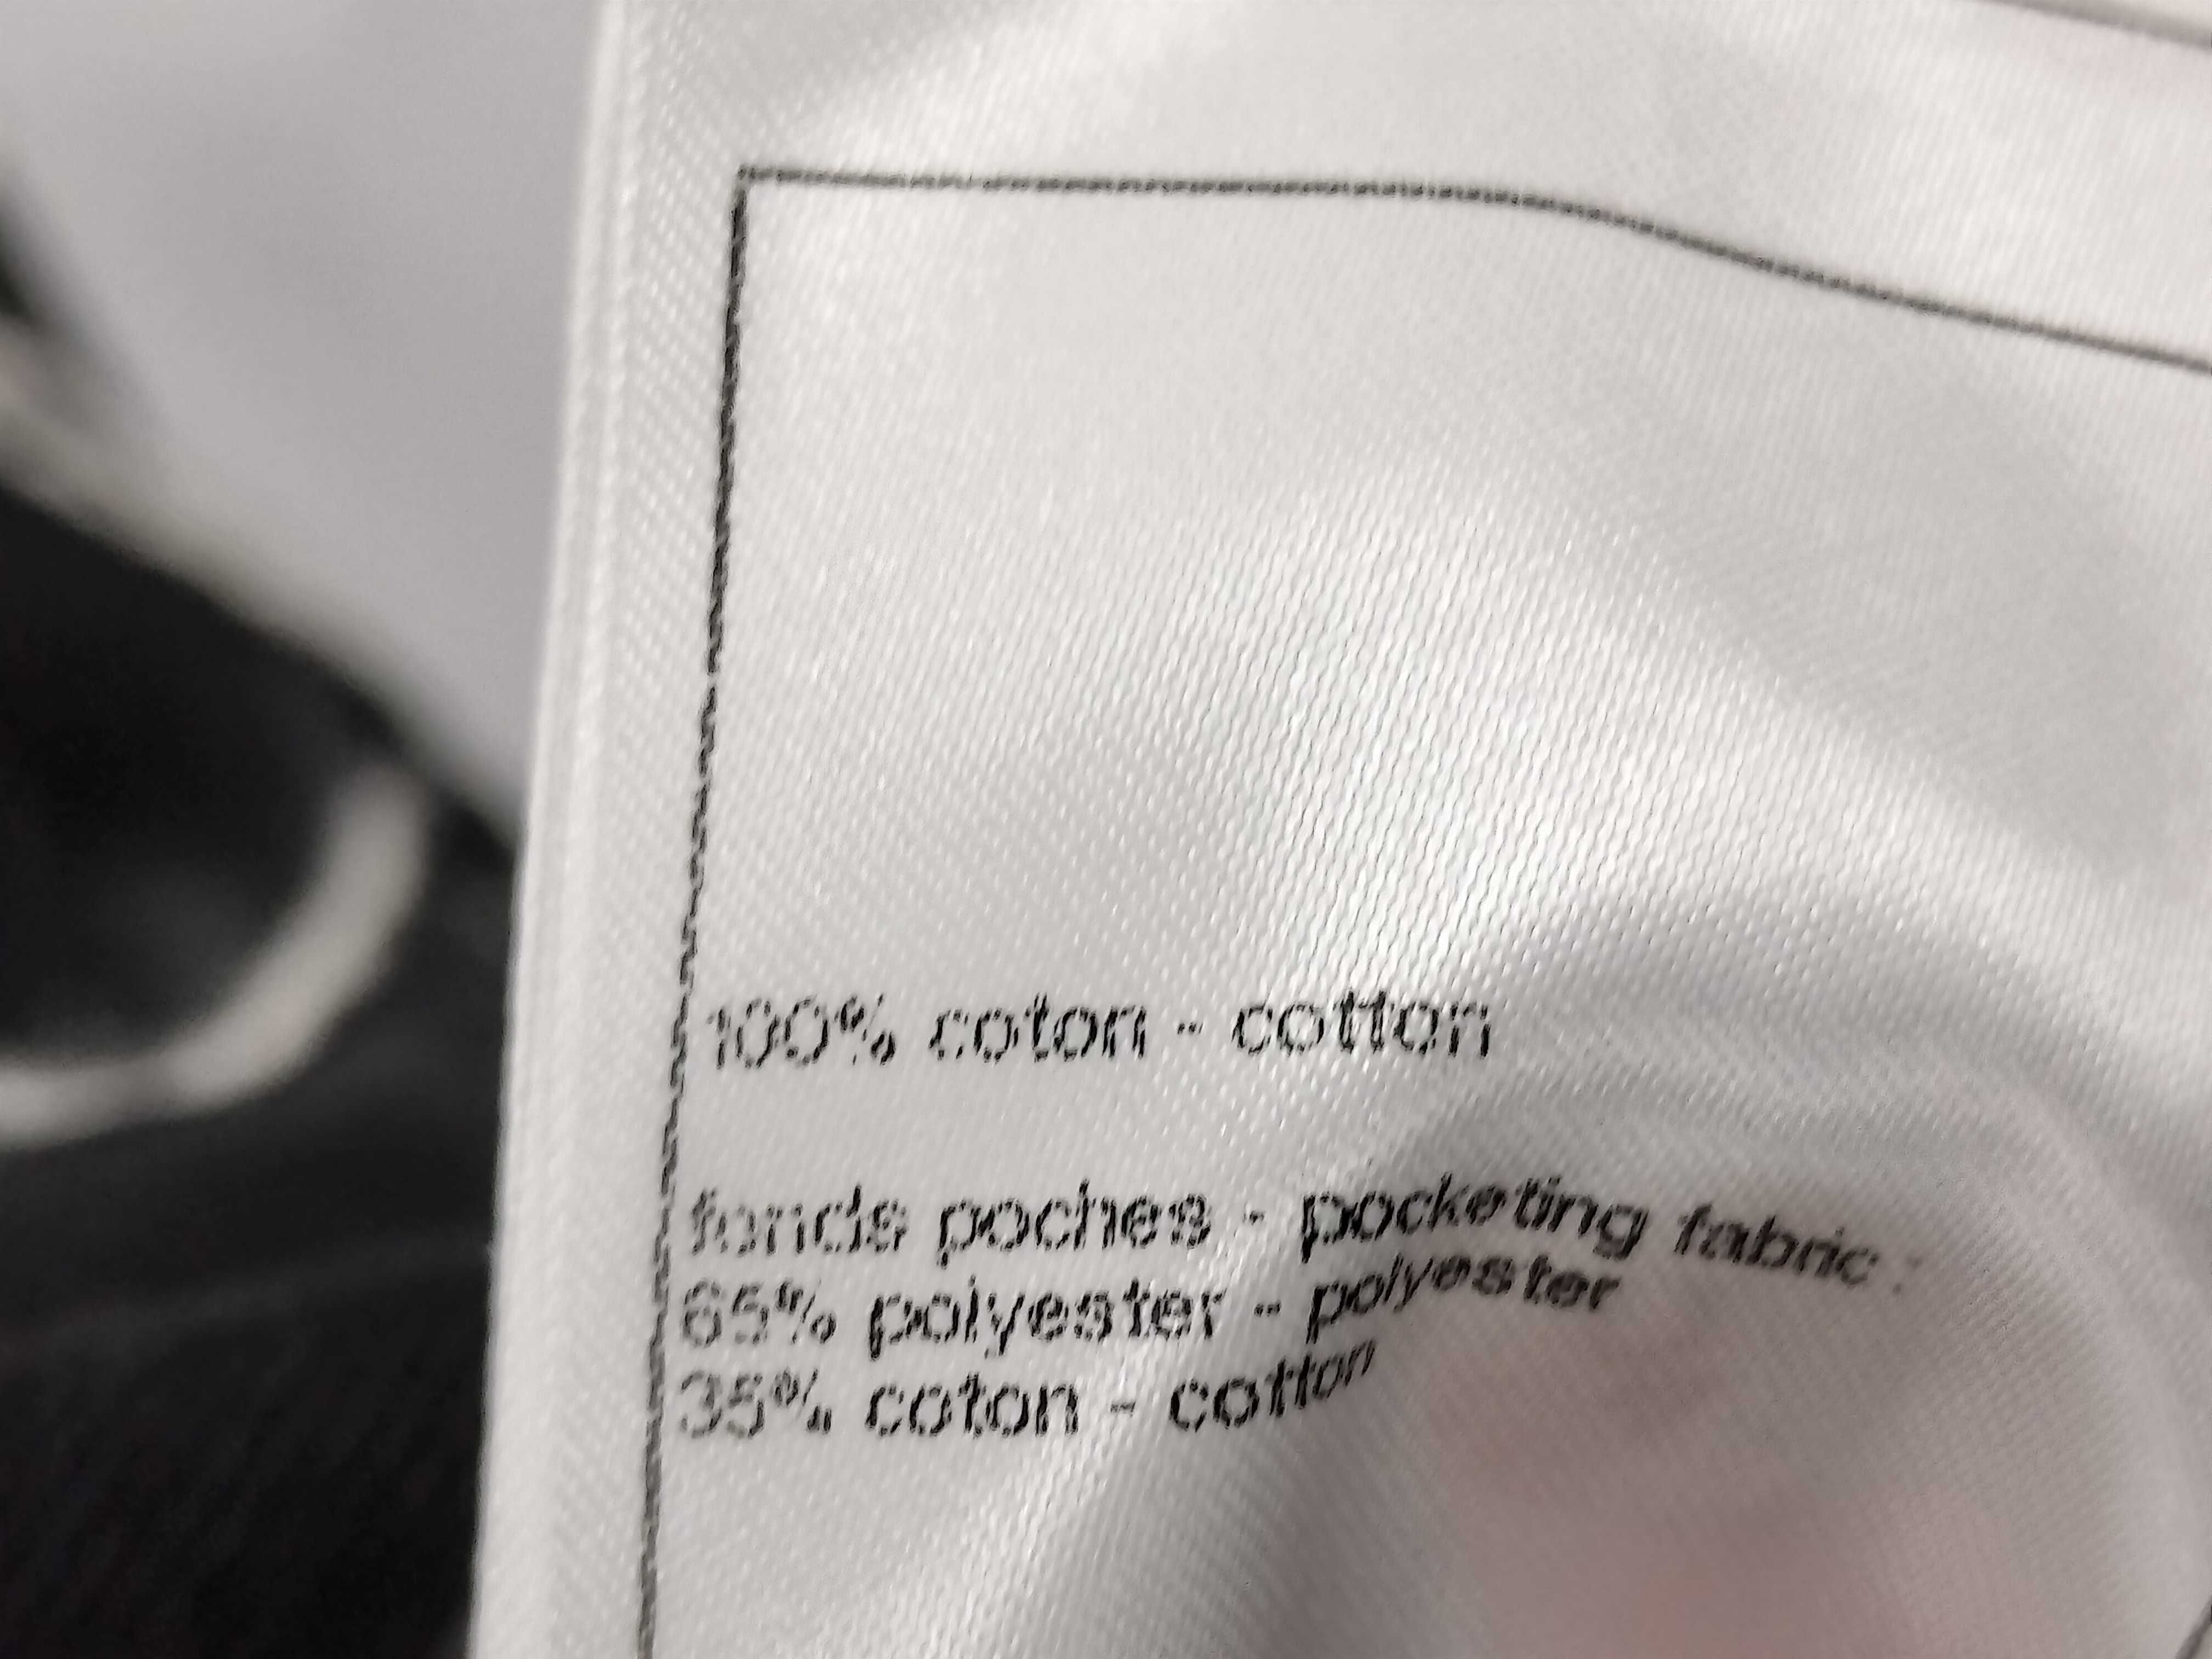 100% coton - cotton
fonds poches - pocketing fabric :
65% polyester - polyester
35% coton - cotton